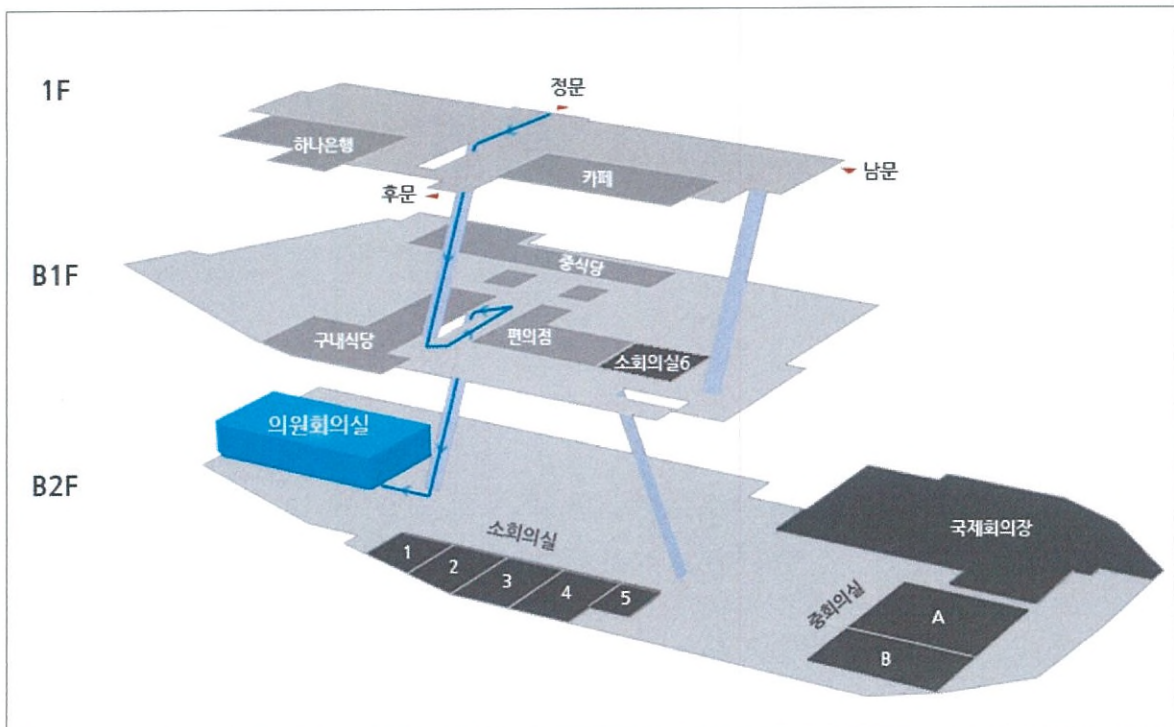 1F
정문
하나은행
카페
남문
후문
B1F
중식당
구내식당
편의점
소회의실6
의원회의실
B2F
소회의실
1
2
3
4
5
국제회의장
중회의실
A
B